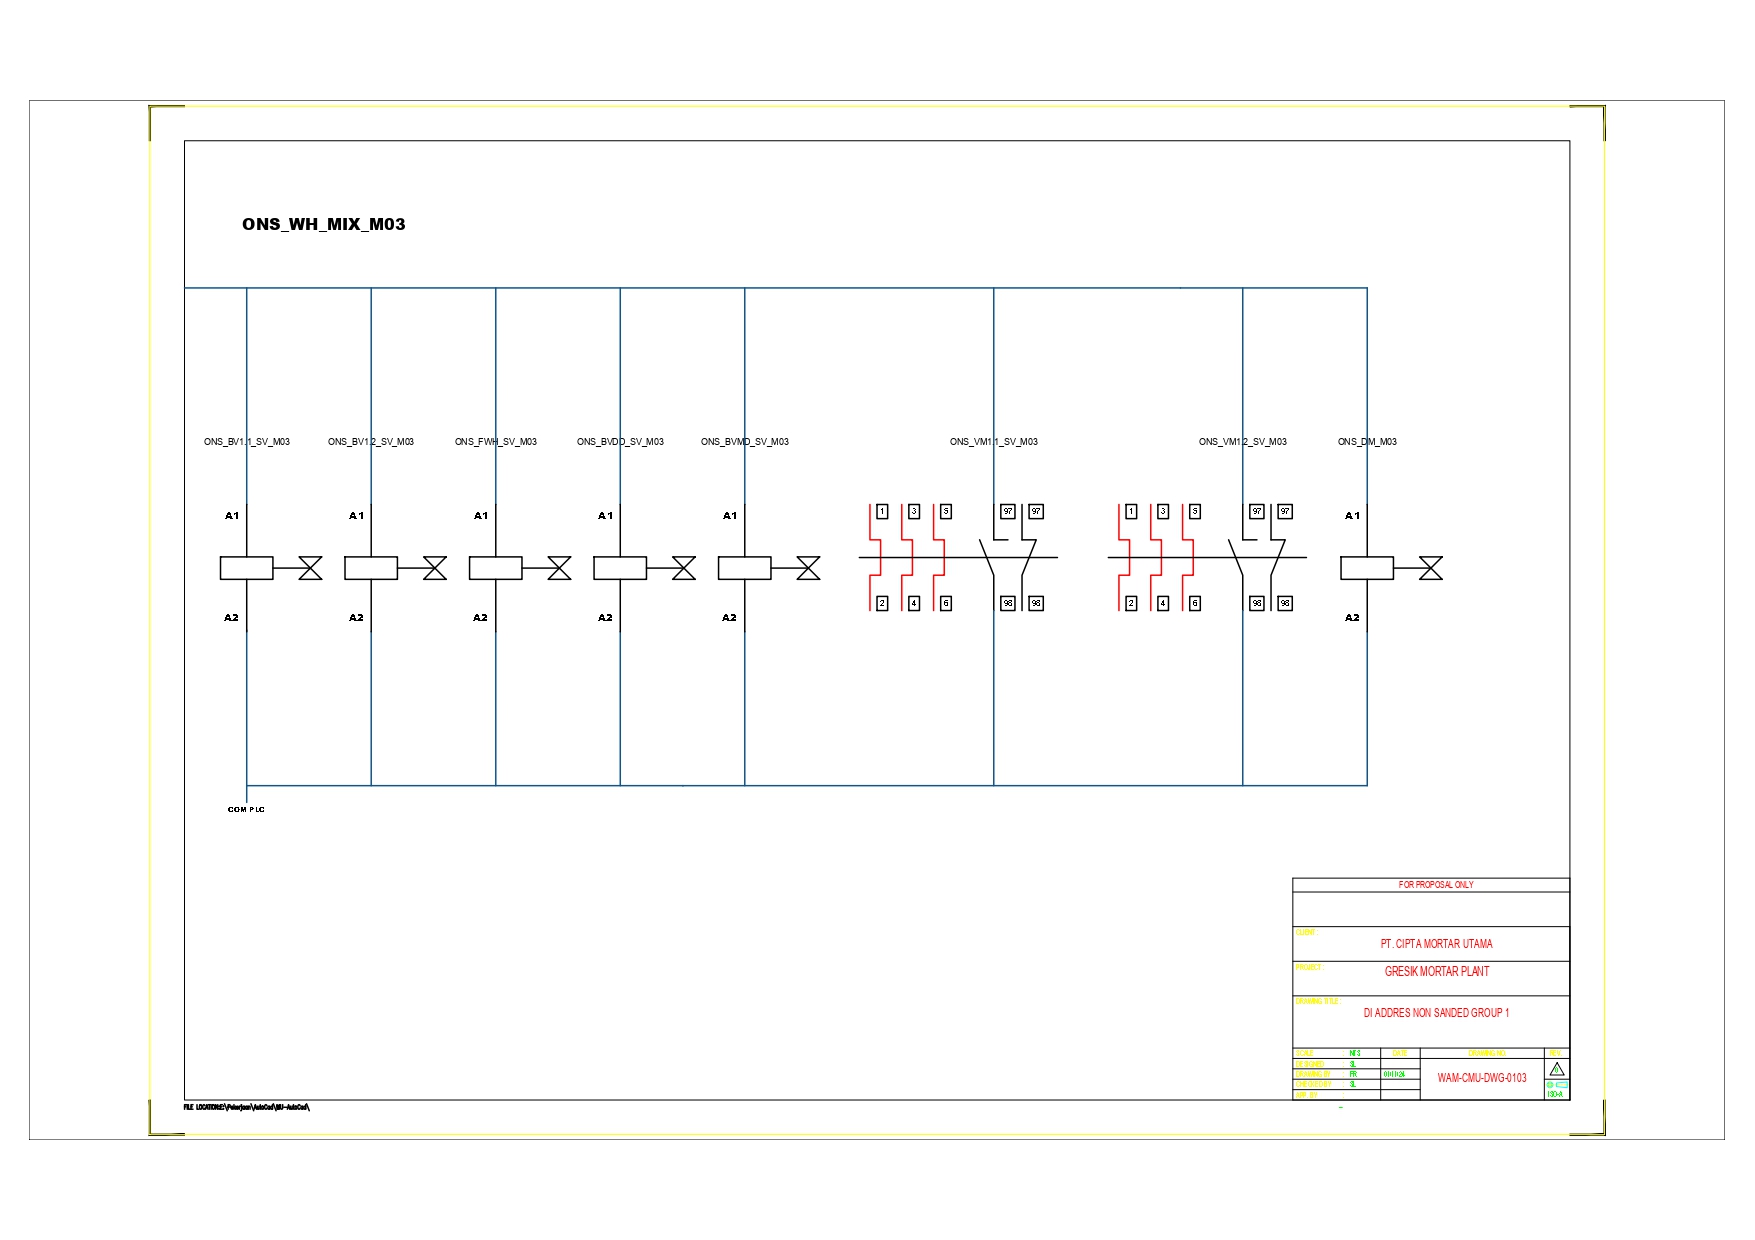 ONS_WH_MIX_M03
ONS_BV1.1_SV_M03 ONS_BV1.2_SV_M03 ONS_FWH_SV_M03 ONS_BVDD_SV_M03 ONS_BVMD_SV_M03 ONS_VM1.1_SV_M03 ONS_VM1.2_SV_M03 ONS_DM_M03
1 3 5 97 97 1 3 5 97 97
A1 A1 A1 A1 A1 A1
2 4 6 98 98 2 4 6 98 98
A2 A2 A2 A2 A2 A2
COM PLC
FOR PROPOSAL ONLY
CLIENT :
PT. CIPTA MORTAR UTAMA
PROJECT :
GRESIK MORTAR PLANT
DRAWING TITLE :
DI ADDRES NON SANDED GROUP 1
SCALE : NTS DATE DRAWING NO. REV.
DESIGNED : SL
DRAWING BY : FR WAM-CMU-DWG-0103
CHECKED BY : SL
APP. BY :
ISO-A
FILE LOCATION:E:\Pekerjaan\AutoCad\MU-AutoCad\